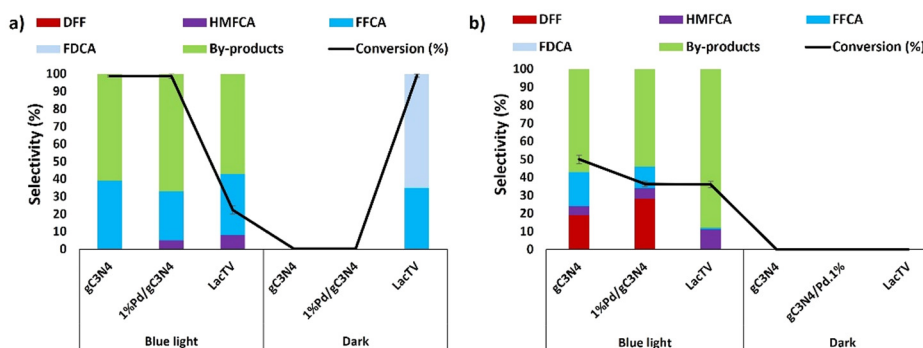 a)
DFF HMFCA FFCA
FDCA By-products Conversion (%)
Selectivity (%)
100
90
80
70
60
50
40
30
20
10
0
gC3N4 1%Pd/gC3N4 LacTV gC3N4 1%Pd/gC3N4 LacTV
Blue light Dark
b)
DFF HMFCA FFCA
FDCA By-products Conversion (%)
Selectivity (%)
100
90
80
70
60
50
40
30
20
10
0
gC3N4 1%Pd/gC3N4 LacTV gC3N4 gC3N4/Pd.1% LacTV
Blue light Dark